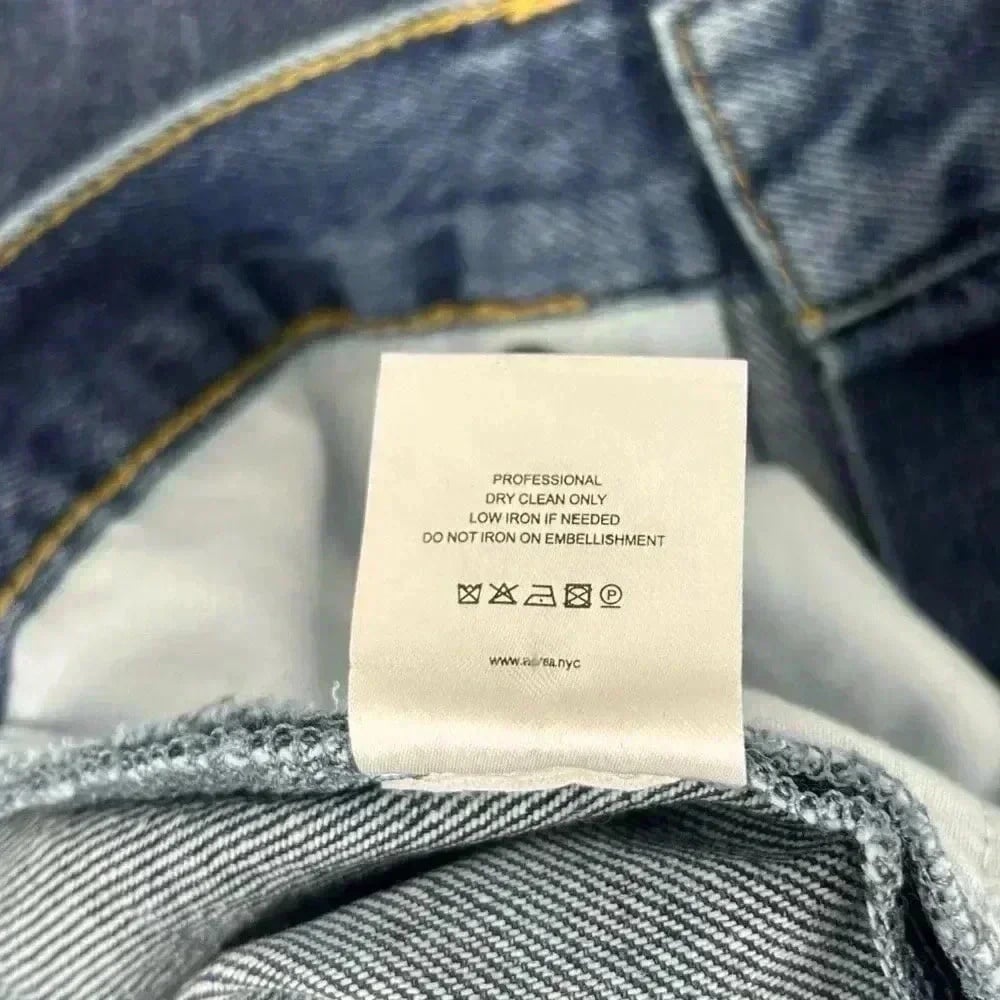 PROFESSIONAL
DRY CLEAN ONLY
LOW IRON IF NEEDED
DO NOT IRON ON EMBELLISHMENT
P